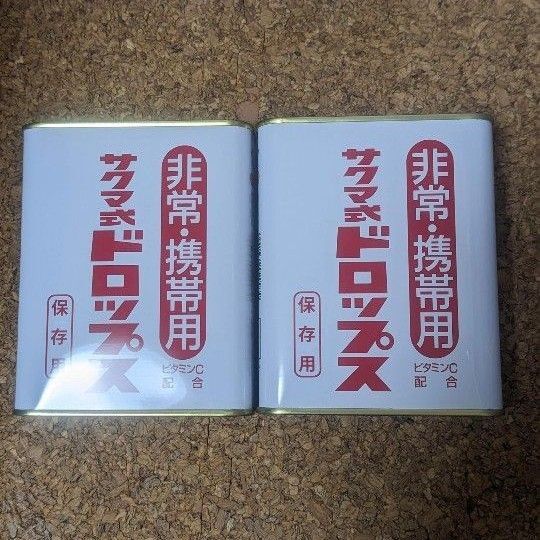 非常・携帯用
ビタミンC
配合
サクマ式ドロップス
保存用
非常・携帯用
ビタミンC
配合
サクマ式ドロップス
保存用